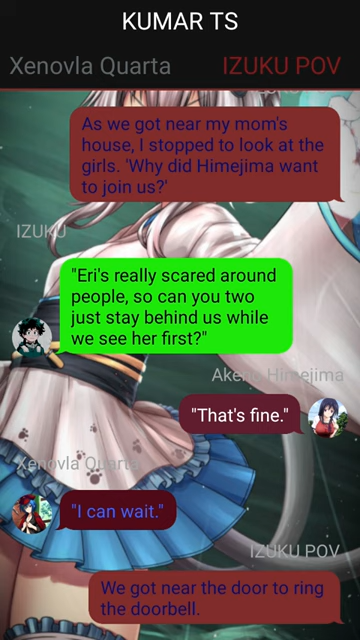 KUMAR TS
Xenovla Quarta
IZUKU POV
As we got near my mom's
house, I stopped to look at the
girls. 'Why did Himejima want
to join us?'
IZUKU
"Eri's really scared around
people, so can you two
just stay behind us while
we see her first?"
Akeno Himejima
"That's fine."
Xenovla Quarta
"I can wait."
IZUKU POV
We got near the door to ring
the doorbell.